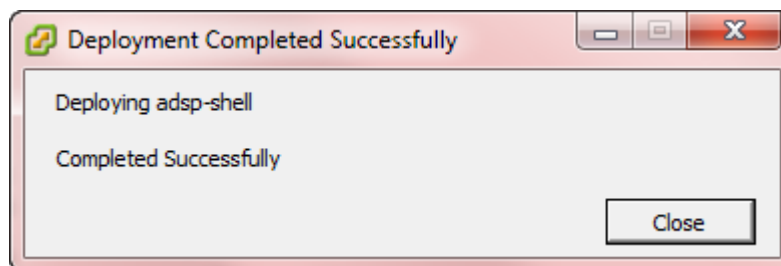 Deployment Completed Successfully
Deploying adsp-shell
Completed Successfully
Close